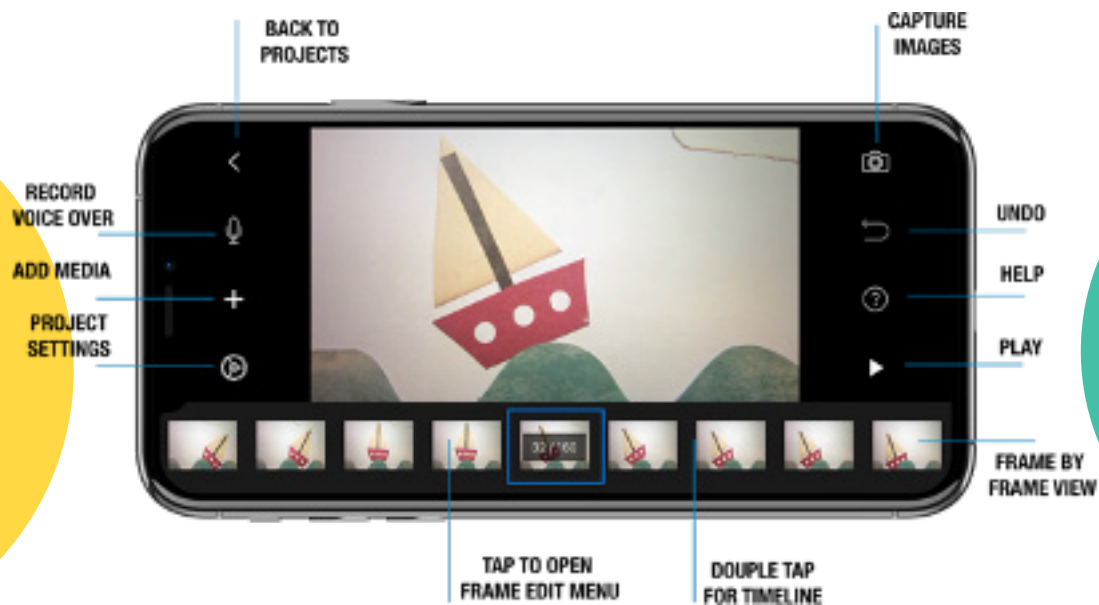 BACK TO
PROJECTS
CAPTURE
IMAGES
RECORD
VOICE OVER
UNDO
ADD MEDIA
HELP
PROJECT
SETTINGS
PLAY
FRAME BY
FRAME VIEW
TAP TO OPEN
FRAME EDIT MENU
DOUPLE TAP
FOR TIMELINE